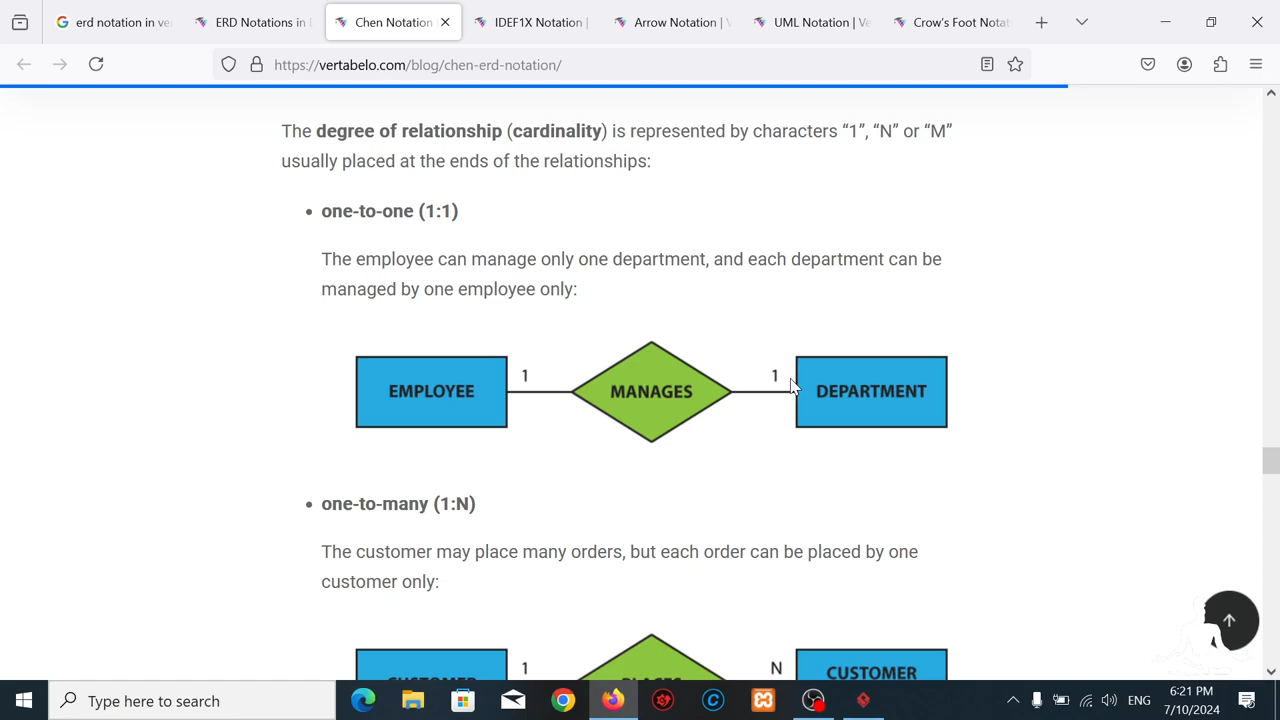 erd notation in ve
ERD Notations in
Chen Notation
IDEF1X Notation |
Arrow Notation | V
UML Notation | Ve
Crow's Foot Nota
https://vertabelo.com/blog/chen-erd-notation/
The degree of relationship (cardinality) is represented by characters “1”, “N” or “M”
usually placed at the ends of the relationships:
• one-to-one (1:1)
The employee can manage only one department, and each department can be
managed by one employee only:
EMPLOYEE 1 MANAGES 1 DEPARTMENT
• one-to-many (1:N)
The customer may place many orders, but each order can be placed by one
customer only:
CUSTOMER 1 PLACES N CUSTOMER
Type here to search
ENG
6:21 PM
7/10/2024